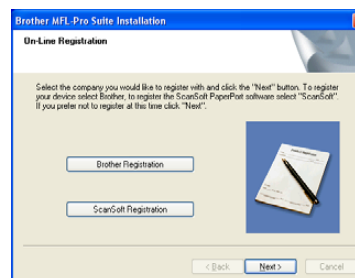 Brother MFL-Pro Suite Installation
On-Line Registration
Select the company you would like to register with and click the "Next" button. To register
your device select Brother, to register the ScanSoft PaperPort software select "ScanSoft".
If you prefer not to register at this time click "Next".
Brother Registration
ScanSoft Registration
< Back
Next >
Cancel